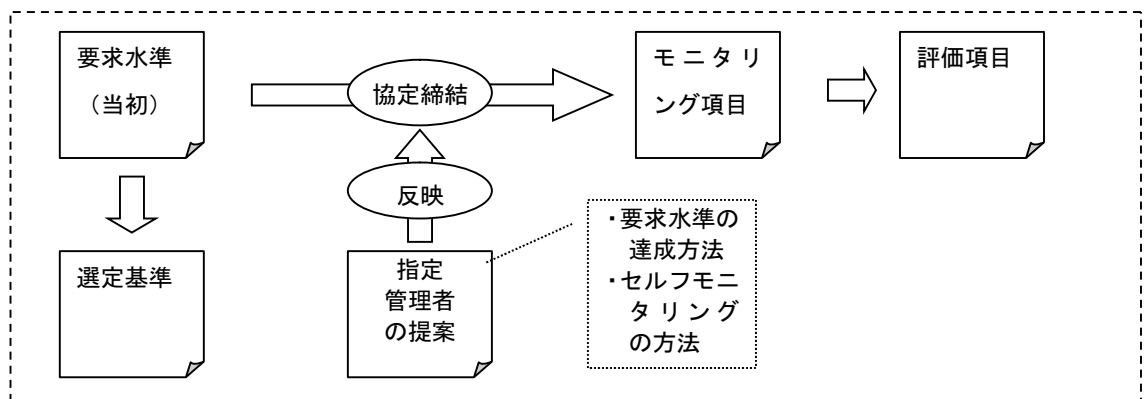 要求水準
（当初）
協定締結
モニタリ
ング項目
評価項目
反映
選定基準
指定
管理者
の提案
・要求水準の
達成方法
・セルフモニ
タリング
の方法